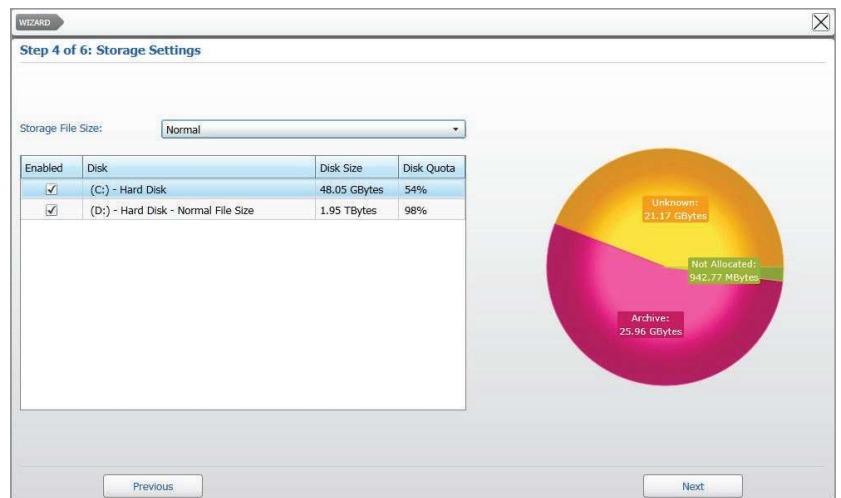 WIZARD
Step 4 of 6: Storage Settings
Storage File Size: Normal
Enabled Disk Disk Size Disk Quota
(C:) - Hard Disk 48.05 GBytes 54%
(D:) - Hard Disk - Normal File Size 1.95 TBytes 98%
Unknown:
21.17 GBytes
Not Allocated:
942.77 MBytes
Archive:
25.96 GBytes
Previous Next